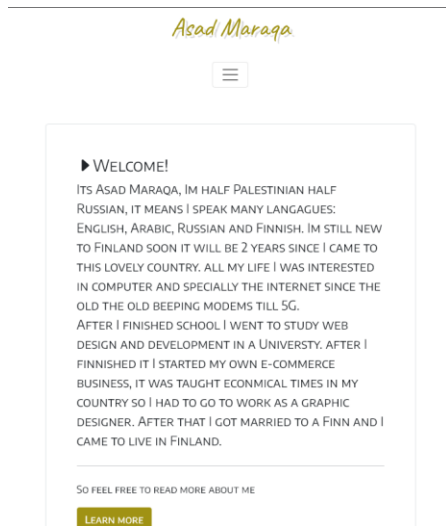 Asad Maraqa
Welcome!
Its Asad Maraqa, Im half Palestinian half
Russian, it means I speak many langagues:
English, Arabic, Russian and Finnish. Im still new
to Finland soon it will be 2 years since I came to
this lovely country. all my life I was interested
in computer and specially the internet since the
old the old beeping modems till 5G.
After I finished school I went to study web
design and development in a Universty. after I
finnished it I started my own e-commerce
business, it was taught econmical times in my
country so I had to go to work as a graphic
designer. After that I got married to a Finn and I
came to live in Finland.
So feel free to read more about me
Learn more